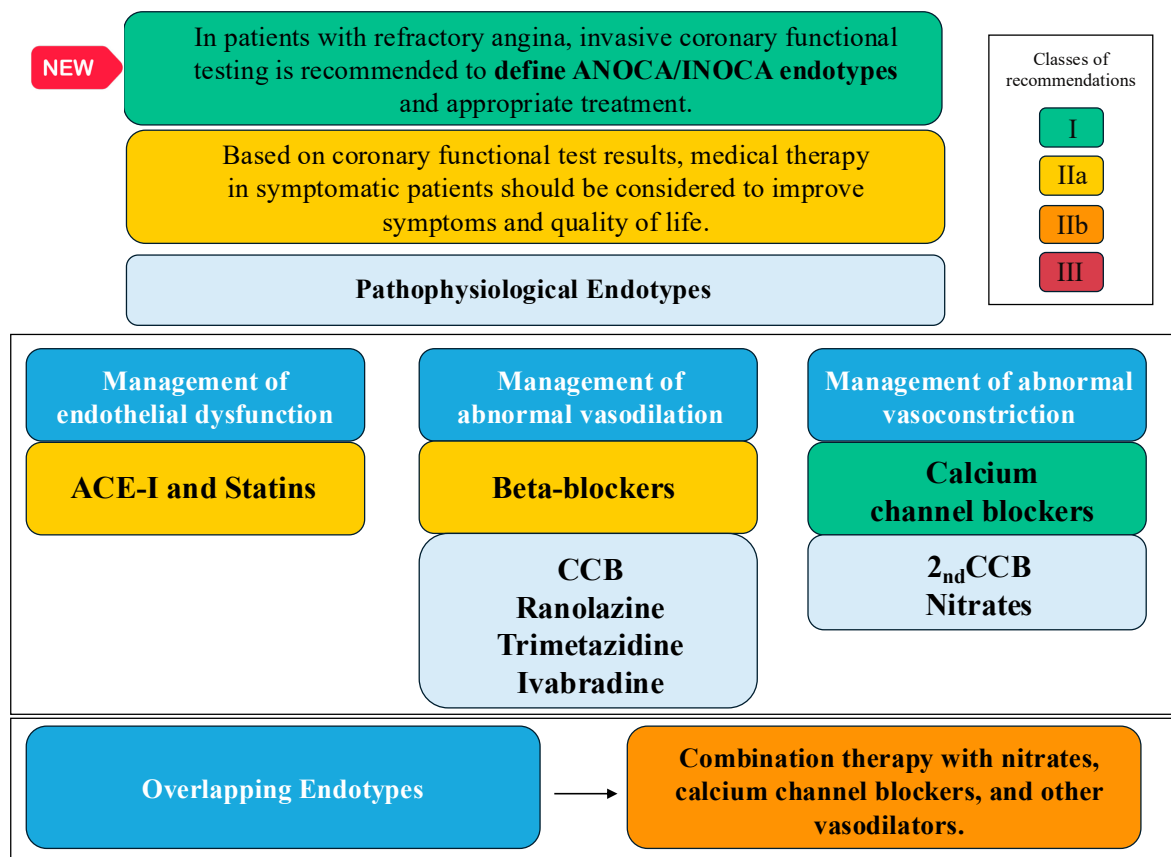 NEW
In patients with refractory angina, invasive coronary functional
testing is recommended to define ANOCA/INOCA endotypes
and appropriate treatment.
Based on coronary functional test results, medical therapy
in symptomatic patients should be considered to improve
symptoms and quality of life.
Pathophysiological Endotypes
Classes of
recommendations
I
IIa
IIb
III
Management of
endothelial dysfunction
ACE-I and Statins
Management of
abnormal vasodilation
Beta-blockers
CCB
Ranolazine
Trimetazidine
Ivabradine
Management of abnormal
vasoconstriction
Calcium
channel blockers
2ndCCB
Nitrates
Overlapping Endotypes
Combination therapy with nitrates,
calcium channel blockers, and other
vasodilators.